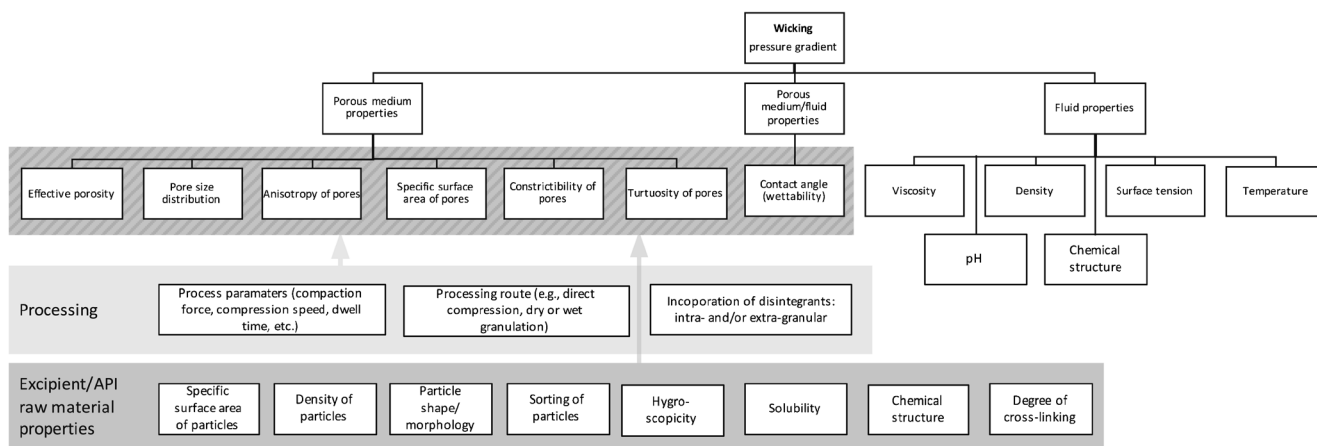 Wicking
pressure gradient
Porous medium
properties
Porous
medium/fluid
properties
Fluid properties
Effective porosity
Pore size
distribution
Anisotropy of pores
Specific surface
area of pores
Constrictibility of
pores
Turtuosity of pores
Contact angle
(wettability)
Viscosity
Density
Surface tension
Temperature
pH
Chemical
structure
Processing
Process paramaters (compaction
force, compression speed, dwell
time, etc.)
Processing route (e.g., direct
compression, dry or wet
granulation)
Incoporation of disintegrants:
intra- and/or extra-granular
Excipient/API
raw material
properties
Specific
surface area
of particles
Density of
particles
Particle
shape/
morphology
Sorting of
particles
Hygro-
scopicity
Solubility
Chemical
structure
Degree of
cross-linking